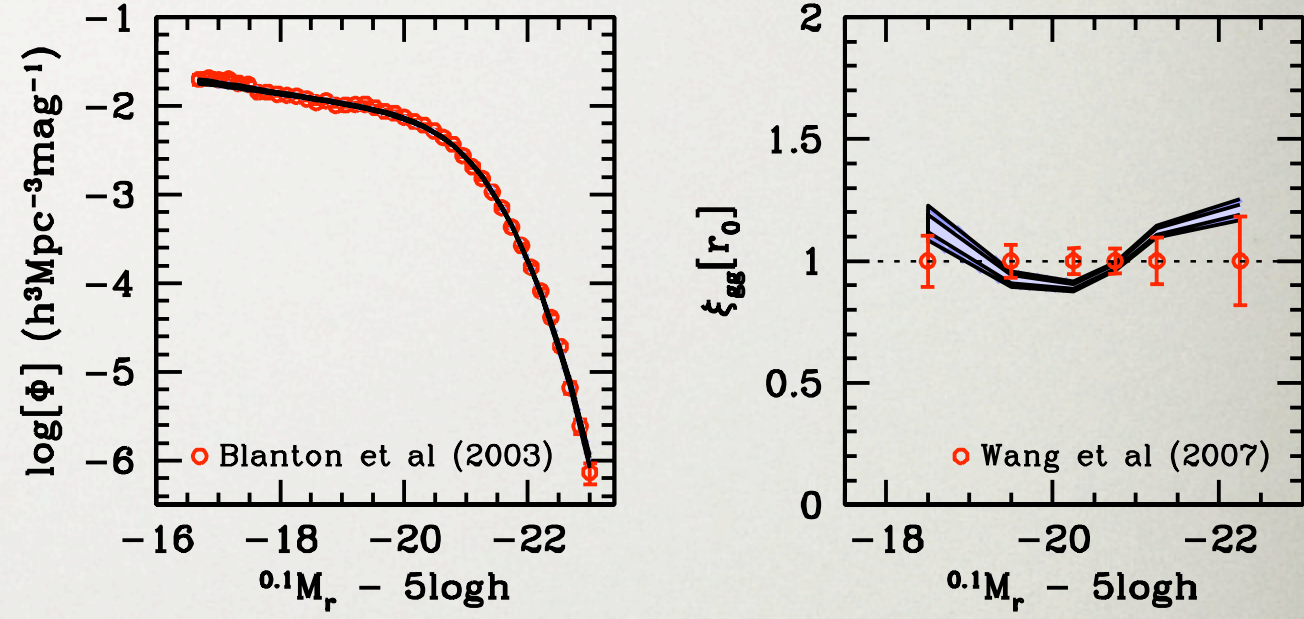 log[Φ] (h³Mpc⁻³mag⁻¹)
−1
−2
−3
−4
−5
−6
Blanton et al (2003)
−16 −18 −20 −22
⁰·¹Mᵣ − 5logh
ξgg[r₀]
2
1.5
1
0.5
0
Wang et al (2007)
−18 −20 −22
⁰·¹Mᵣ − 5logh